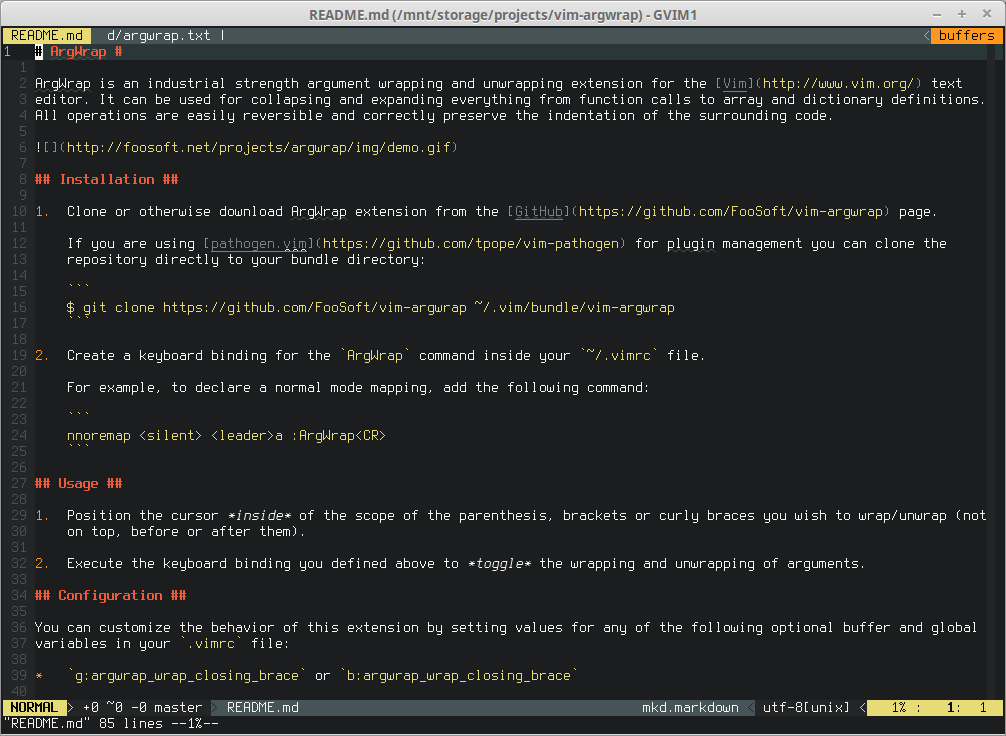 README.md (/mnt/storage/projects/vim-argwrap) - GVIM1
README.md d/argwrap.txt | < buffers
1 # ArgWrap #
1
2 ArgWrap is an industrial strength argument wrapping and unwrapping extension for the [Vim](http://www.vim.org/) text
3 editor. It can be used for collapsing and expanding everything from function calls to array and dictionary definitions.
4 All operations are easily reversible and correctly preserve the indentation of the surrounding code.
5
6 ![](http://foosoft.net/projects/argwrap/img/demo.gif)
7
8 ## Installation ##
9
10 1.  Clone or otherwise download ArgWrap extension from the [GitHub](https://github.com/FooSoft/vim-argwrap) page.
11
12     If you are using [pathogen.vim](https://github.com/tpope/vim-pathogen) for plugin management you can clone the
13     repository directly to your bundle directory:
14
15     ```
16     $ git clone https://github.com/FooSoft/vim-argwrap ~/.vim/bundle/vim-argwrap
17     ```
18
19 2.  Create a keyboard binding for the `ArgWrap` command inside your `~/.vimrc` file.
20
21     For example, to declare a normal mode mapping, add the following command:
22
23     ```
24     nnoremap <silent> <leader>a :ArgWrap<CR>
25     ```
26
27 ## Usage ##
28
29 1.  Position the cursor *inside* of the scope of the parenthesis, brackets or curly braces you wish to wrap/unwrap (not
30     on top, before or after them).
31
32 2.  Execute the keyboard binding you defined above to *toggle* the wrapping and unwrapping of arguments.
33
34 ## Configuration ##
35
36 You can customize the behavior of this extension by setting values for any of the following optional buffer and global
37 variables in your `.vimrc` file:
38
39 *   `g:argwrap_wrap_closing_brace` or `b:argwrap_wrap_closing_brace`
40
NORMAL > +0 ~0 -0 master > README.md mkd.markdown < utf-8[unix] < 1% : 1: 1
"README.md" 85 lines --1%--